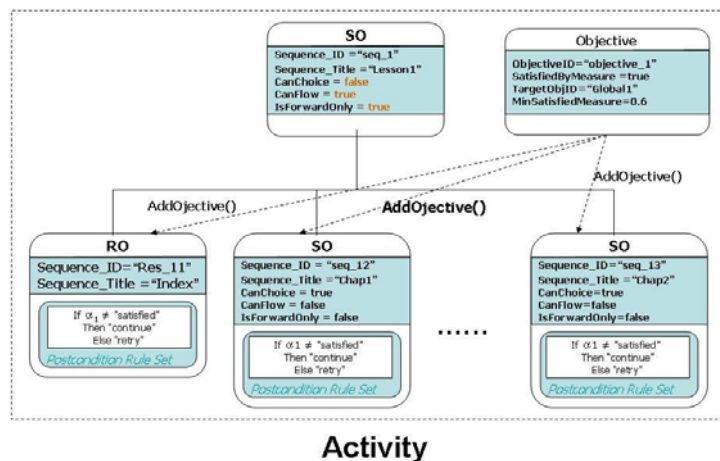 SO
Sequence_ID ="seq_1"
Sequence_Title ="Lesson1"
CanChoice = false
CanFlow = true
IsForwardOnly = true
Objective
ObjectiveID="objective_1"
SatisfiedByMeasure =true
TargetObjID="Global1"
MinSatisfiedMeasure=0.6
AddOjective()
AddOjective()
AddOjective()
RO
Sequence_ID="Res_11"
Sequence_Title ="Index"
If α1 ≠ "satisfied"
Then "continue"
Else "retry"
Postcondition Rule Set
SO
Sequence_ID = "seq_12"
Sequence_Title ="Chap1"
CanChoice = true
CanFlow = false
IsForwardOnly = false
If α1 ≠ "satisfied"
Then "continue"
Else "retry"
Postcondition Rule Set
......
SO
Sequence_ID = "seq_13"
Sequence_Title ="Chap2"
CanChoice=true
CanFlow=false
IsForwardOnly=false
If α1 ≠ "satisfied"
Then "continue"
Else "retry"
Postcondition Rule Set
Activity